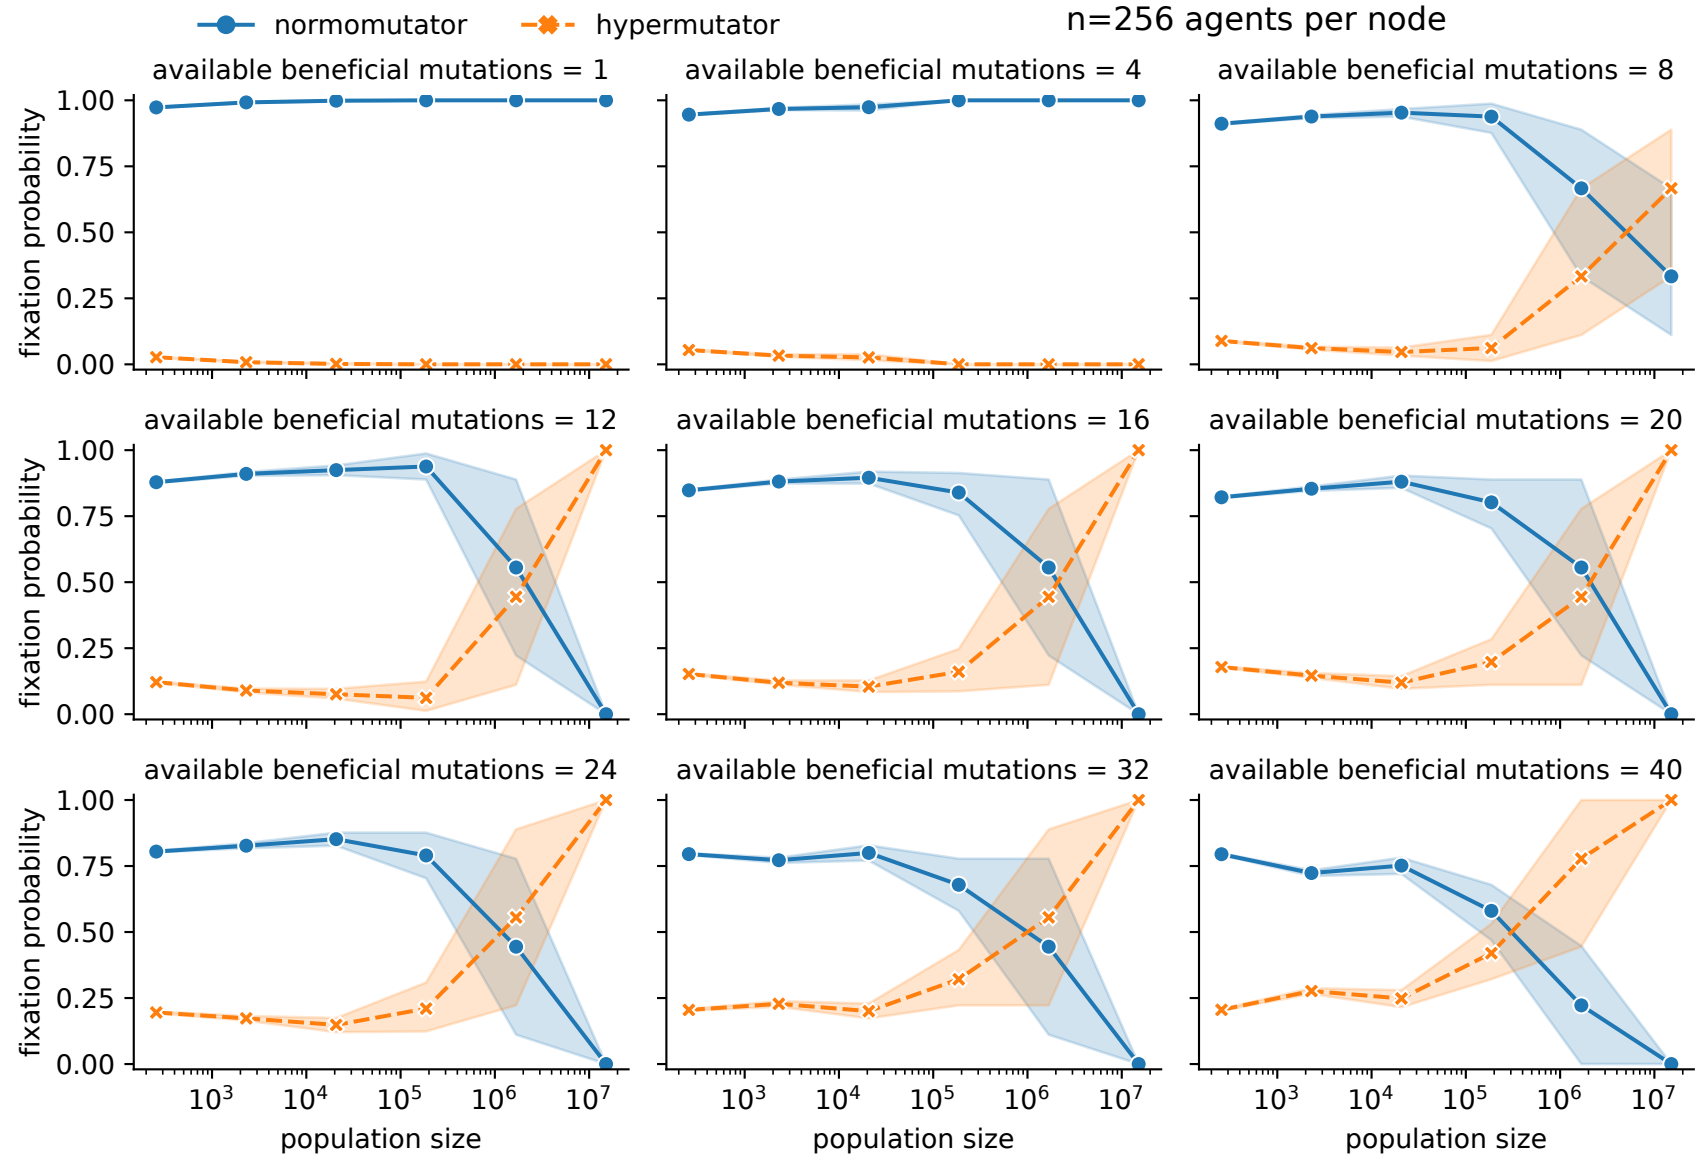 normomutator hypermutator n=256 agents per node
available beneficial mutations = 1 available beneficial mutations = 4 available beneficial mutations = 8
1.00
0.75
0.50
0.25
0.00
fixation probability
available beneficial mutations = 12 available beneficial mutations = 16 available beneficial mutations = 20
1.00
0.75
0.50
0.25
0.00
fixation probability
available beneficial mutations = 24 available beneficial mutations = 32 available beneficial mutations = 40
1.00
0.75
0.50
0.25
0.00
fixation probability
10³ 10⁴ 10⁵ 10⁶ 10⁷ 10³ 10⁴ 10⁵ 10⁶ 10⁷ 10³ 10⁴ 10⁵ 10⁶ 10⁷
population size population size population size